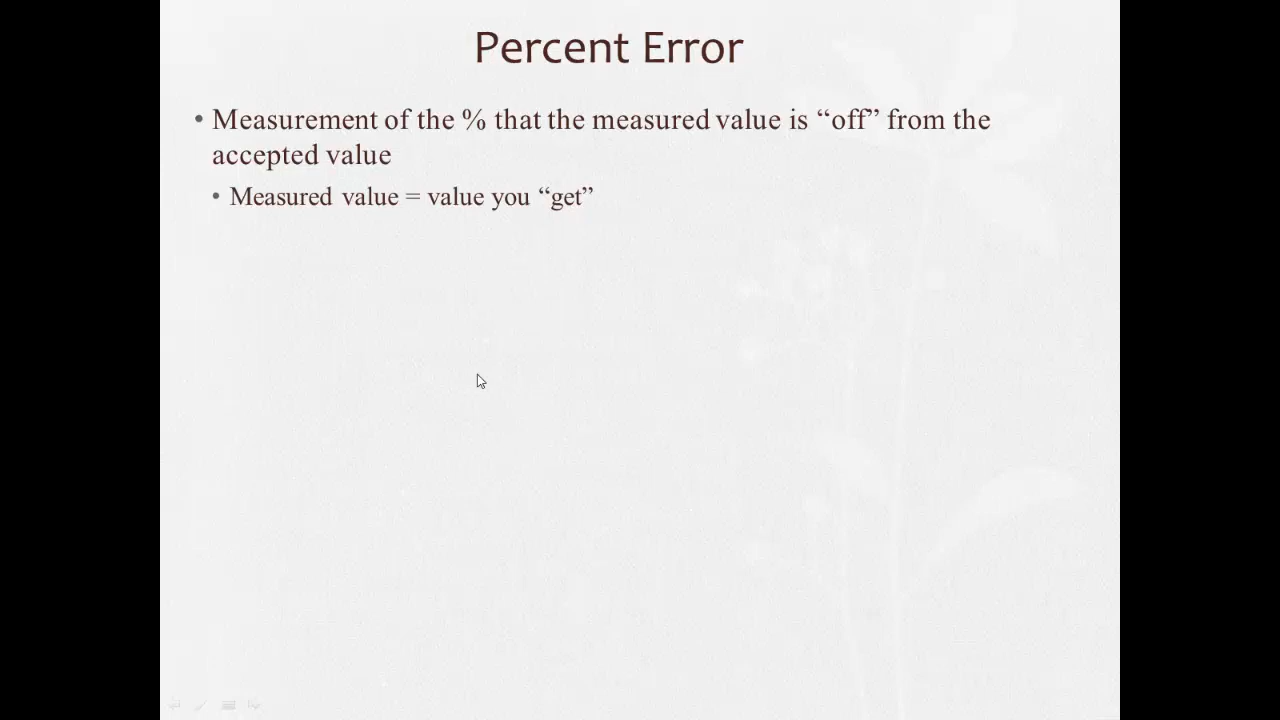 Percent Error
• Measurement of the % that the measured value is “off” from the
accepted value
• Measured value = value you “get”